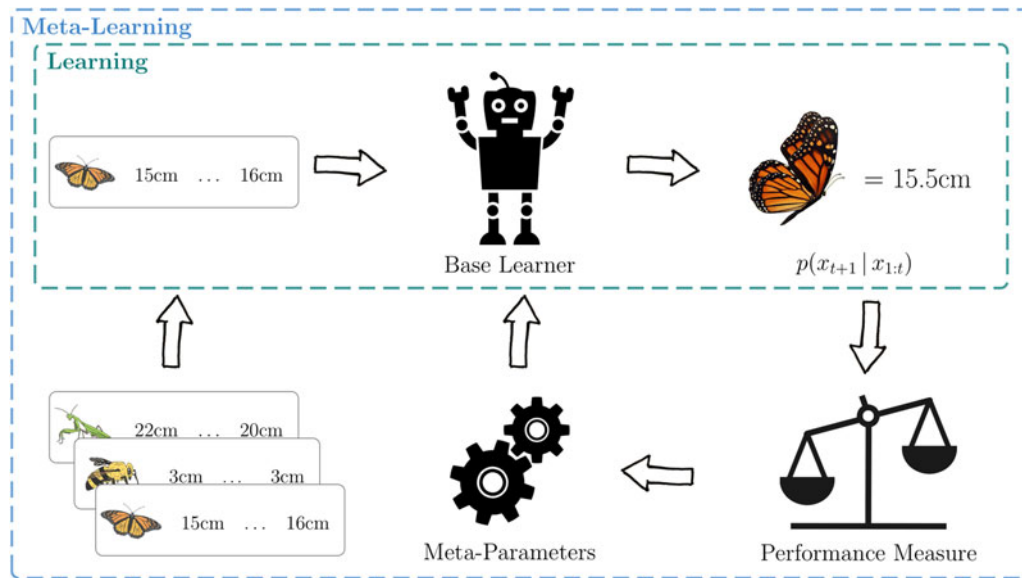 Meta-Learning
Learning
15cm ... 16cm
= 15.5cm
Base Learner
p(x_{t+1} | x_{1:t})
22cm ... 20cm
3cm ... 3cm
15cm ... 16cm
Meta-Parameters
Performance Measure